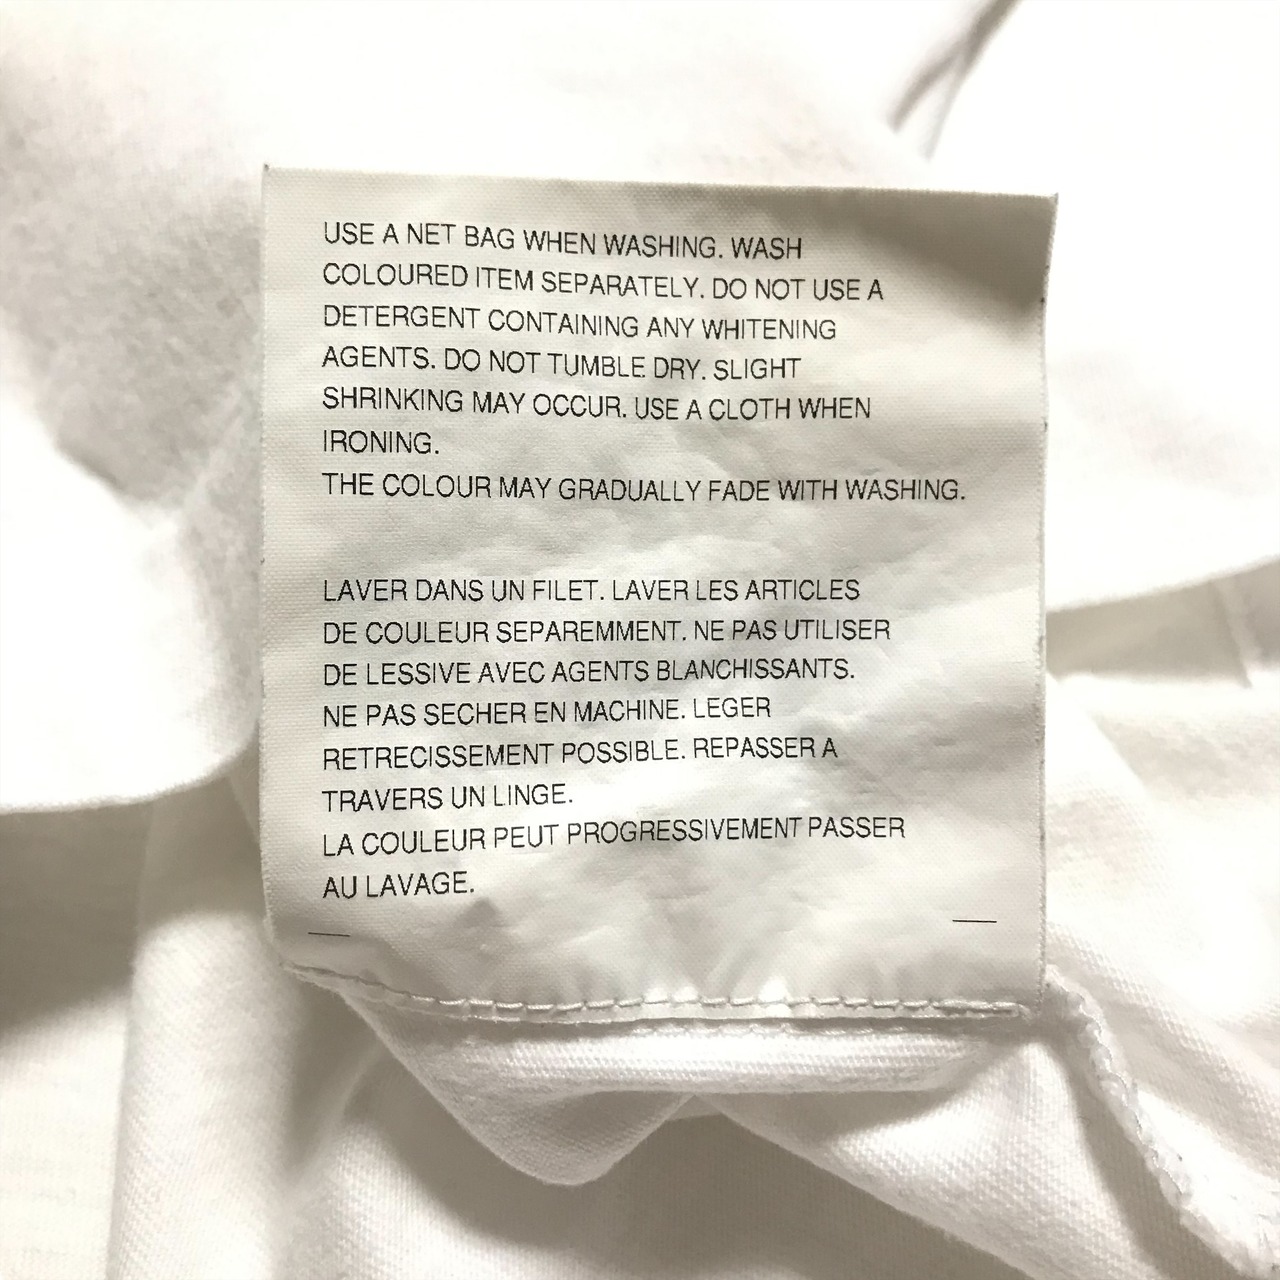 USE A NET BAG WHEN WASHING. WASH
COLOURED ITEM SEPARATELY. DO NOT USE A
DETERGENT CONTAINING ANY WHITENING
AGENTS. DO NOT TUMBLE DRY. SLIGHT
SHRINKING MAY OCCUR. USE A CLOTH WHEN
IRONING.
THE COLOUR MAY GRADUALLY FADE WITH WASHING.
LAVER DANS UN FILET. LAVER LES ARTICLES
DE COULEUR SEPAREMMENT. NE PAS UTILISER
DE LESSIVE AVEC AGENTS BLANCHISSANTS.
NE PAS SECHER EN MACHINE. LEGER
RETRECISSEMENT POSSIBLE. REPASSER A
TRAVERS UN LINGE.
LA COULEUR PEUT PROGRESSIVEMENT PASSER
AU LAVAGE.